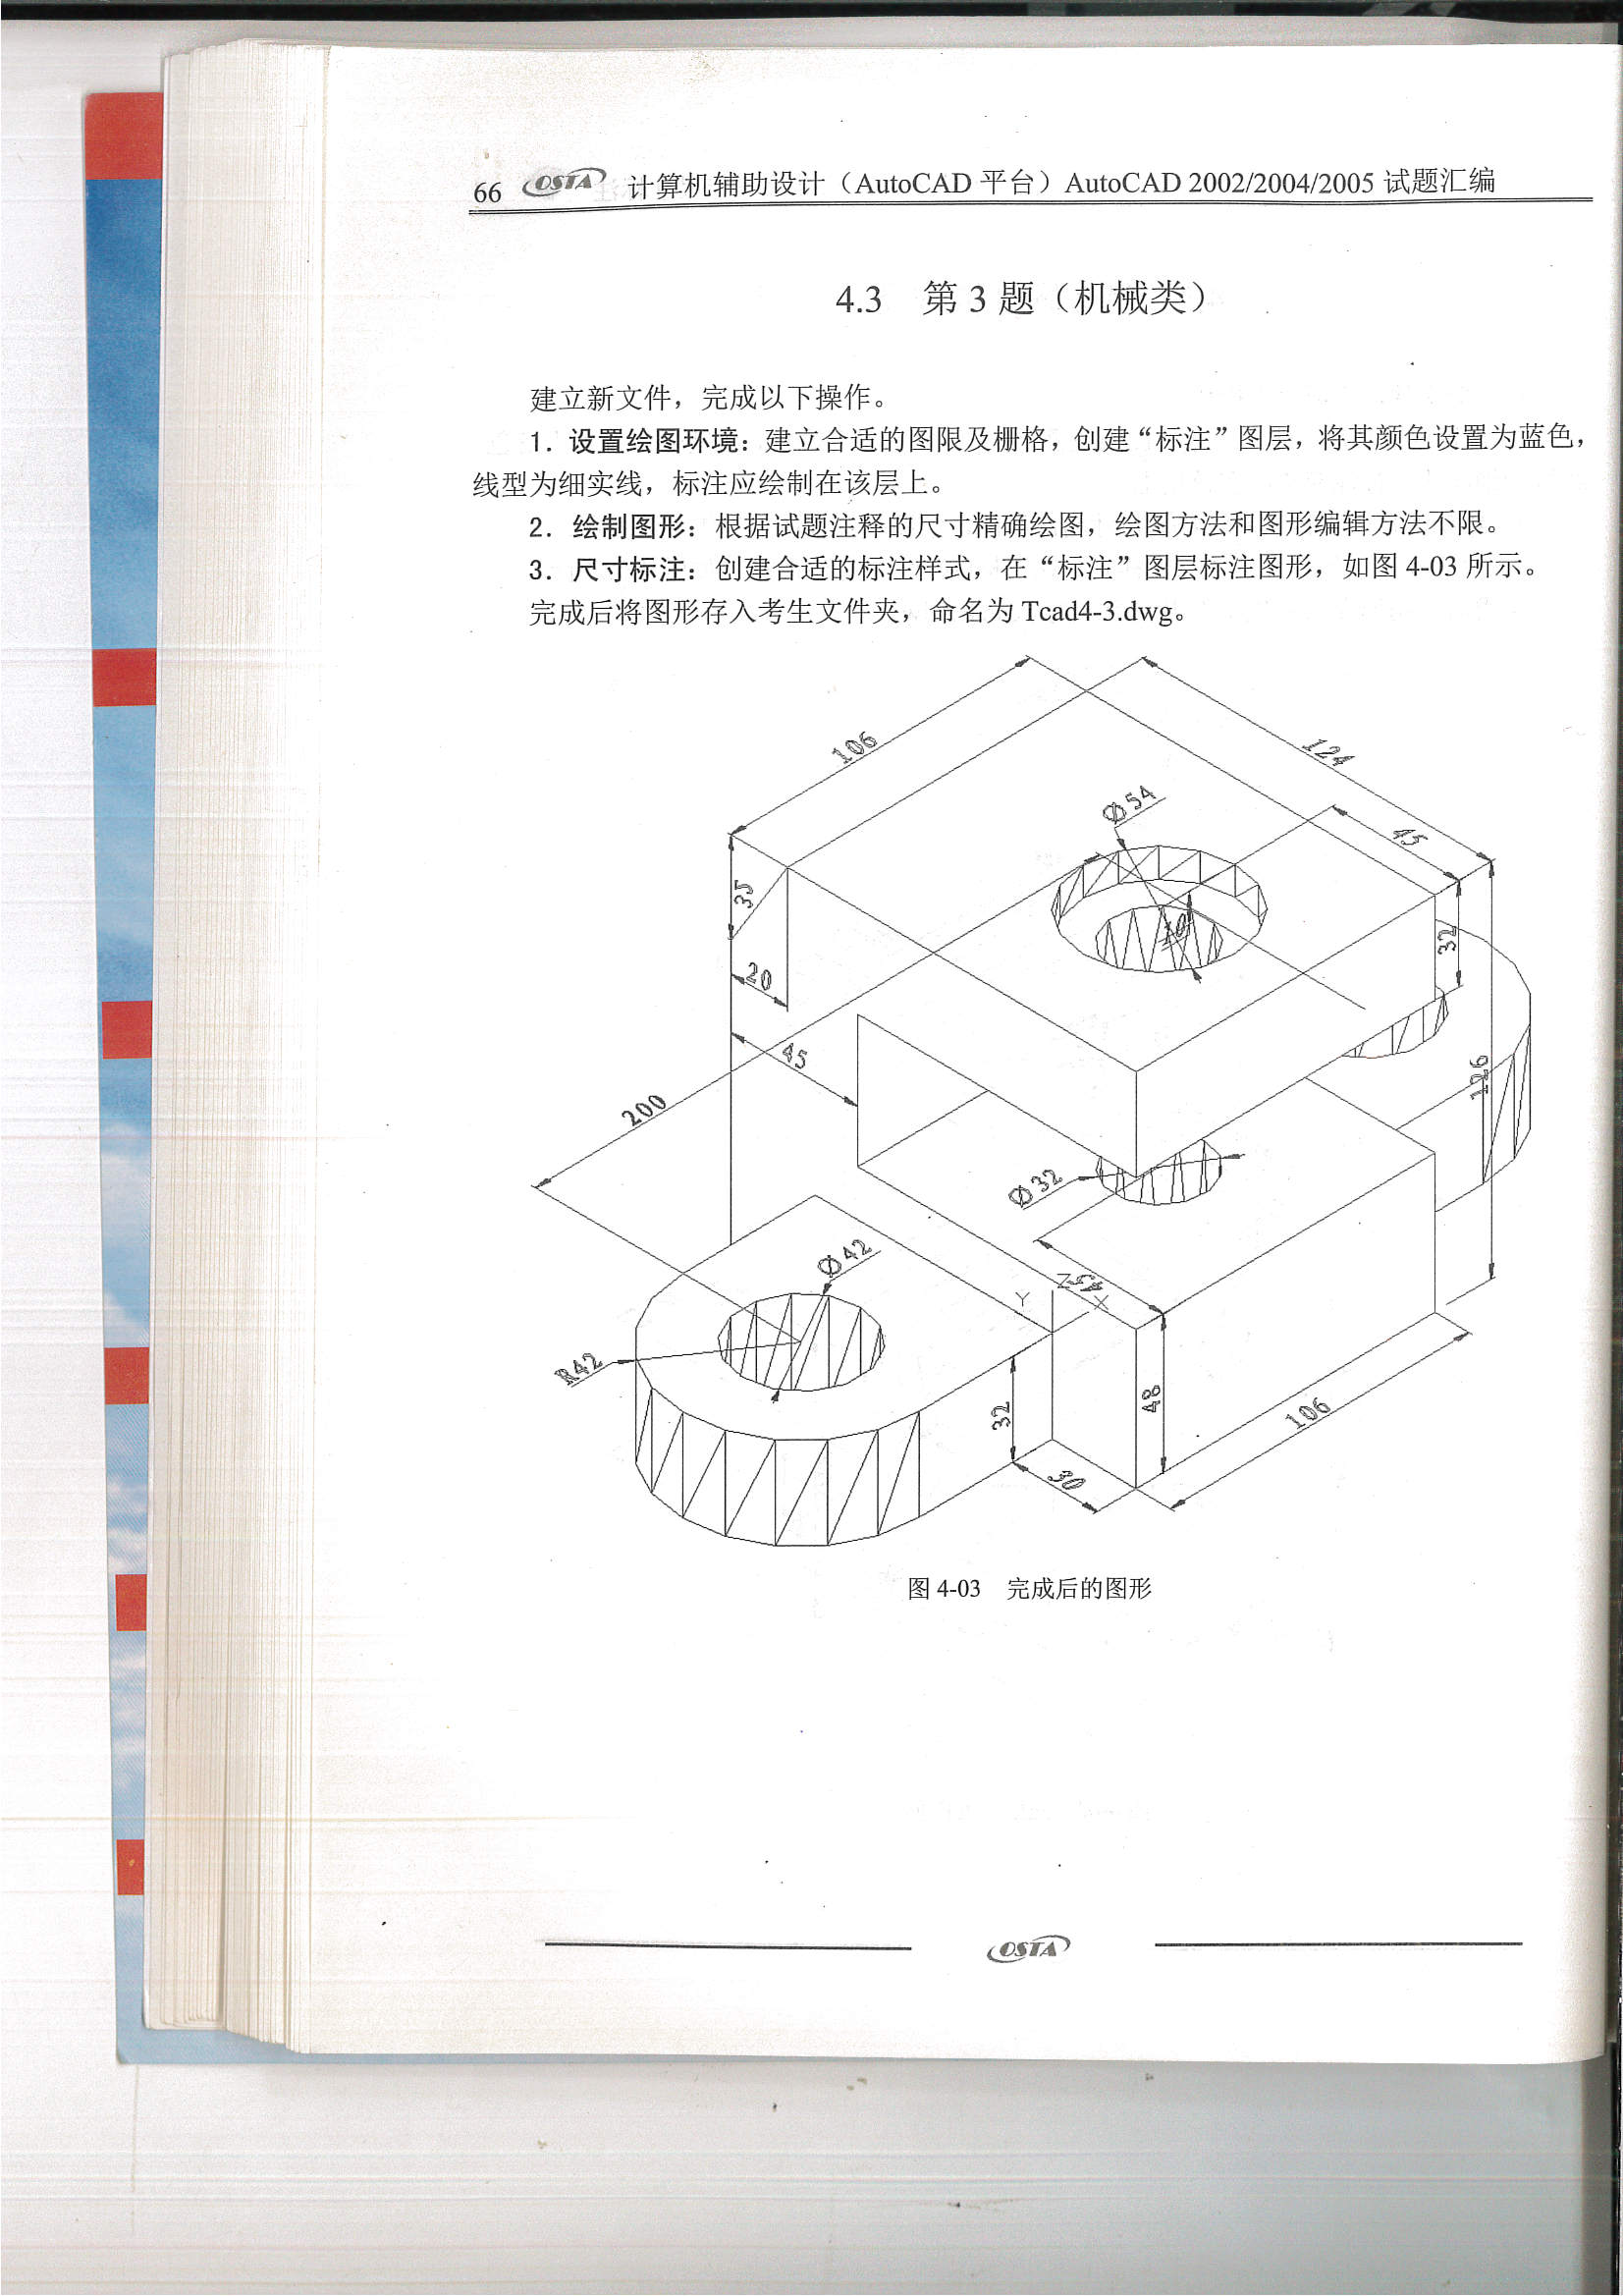 66 OSTA 计算机辅助设计（AutoCAD 平台）AutoCAD 2002/2004/2005 试题汇编
4.3 第 3 题（机械类）
建立新文件，完成以下操作。
1. 设置绘图环境：建立合适的图限及栅格，创建“标注”图层，将其颜色设置为蓝色，
线型为细实线，标注应绘制在该层上。
2. 绘制图形：根据试题注释的尺寸精确绘图，绘图方法和图形编辑方法不限。
3. 尺寸标注：创建合适的标注样式，在“标注”图层标注图形，如图 4-03 所示。
完成后将图形存入考生文件夹，命名为 Tcad4-3.dwg。
106
124
Ø54
45
35
10
32
20
45
126
200
Ø32
Ø42
45
Z
Y
X
R42
32
48
106
30
图 4-03 完成后的图形
OSTA